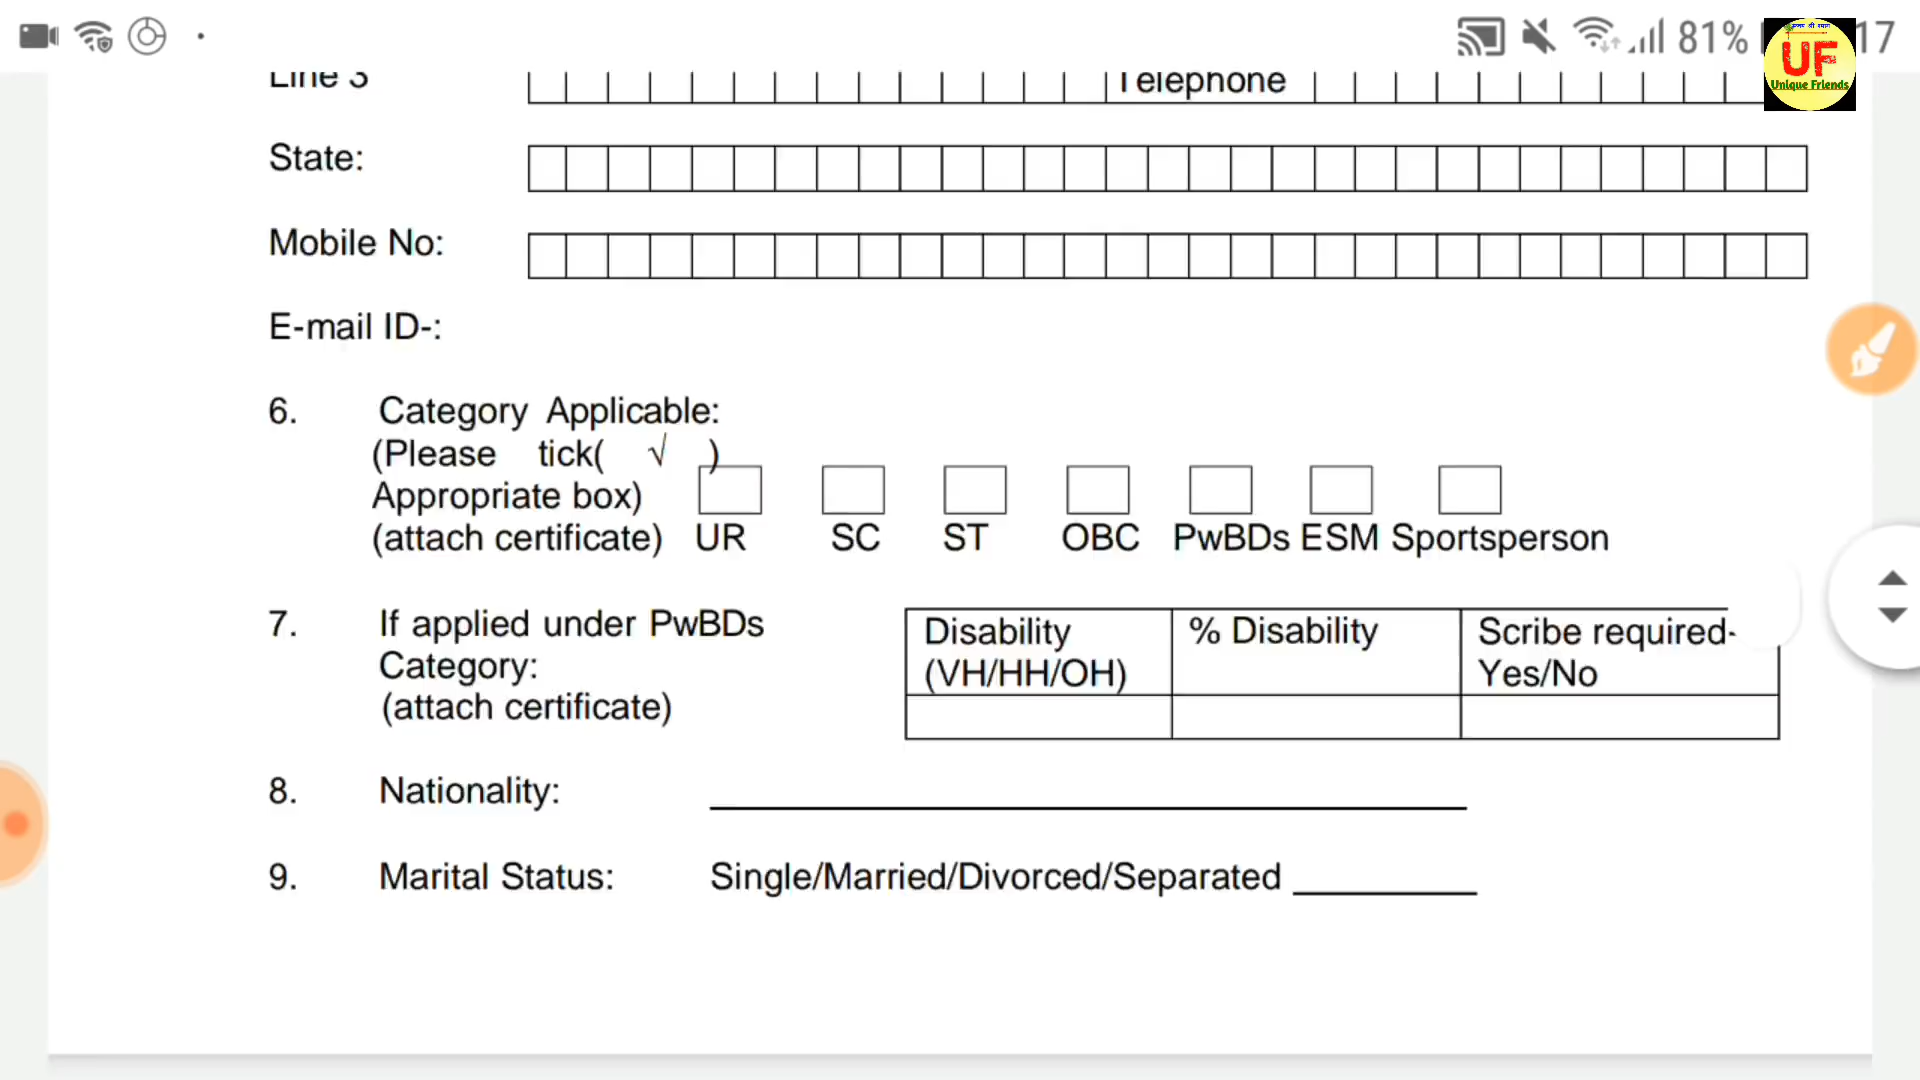 81% 17
UF
Unique Friends
Line 3 Telephone
State:
Mobile No:
E-mail ID-:
6. Category Applicable:
(Please tick( √ )
Appropriate box)
(attach certificate) UR SC ST OBC PwBDs ESM Sportsperson
7. If applied under PwBDs
Category:
(attach certificate)
Disability
(VH/HH/OH)
% Disability
Scribe required-
Yes/No
8. Nationality:
9. Marital Status: Single/Married/Divorced/Separated